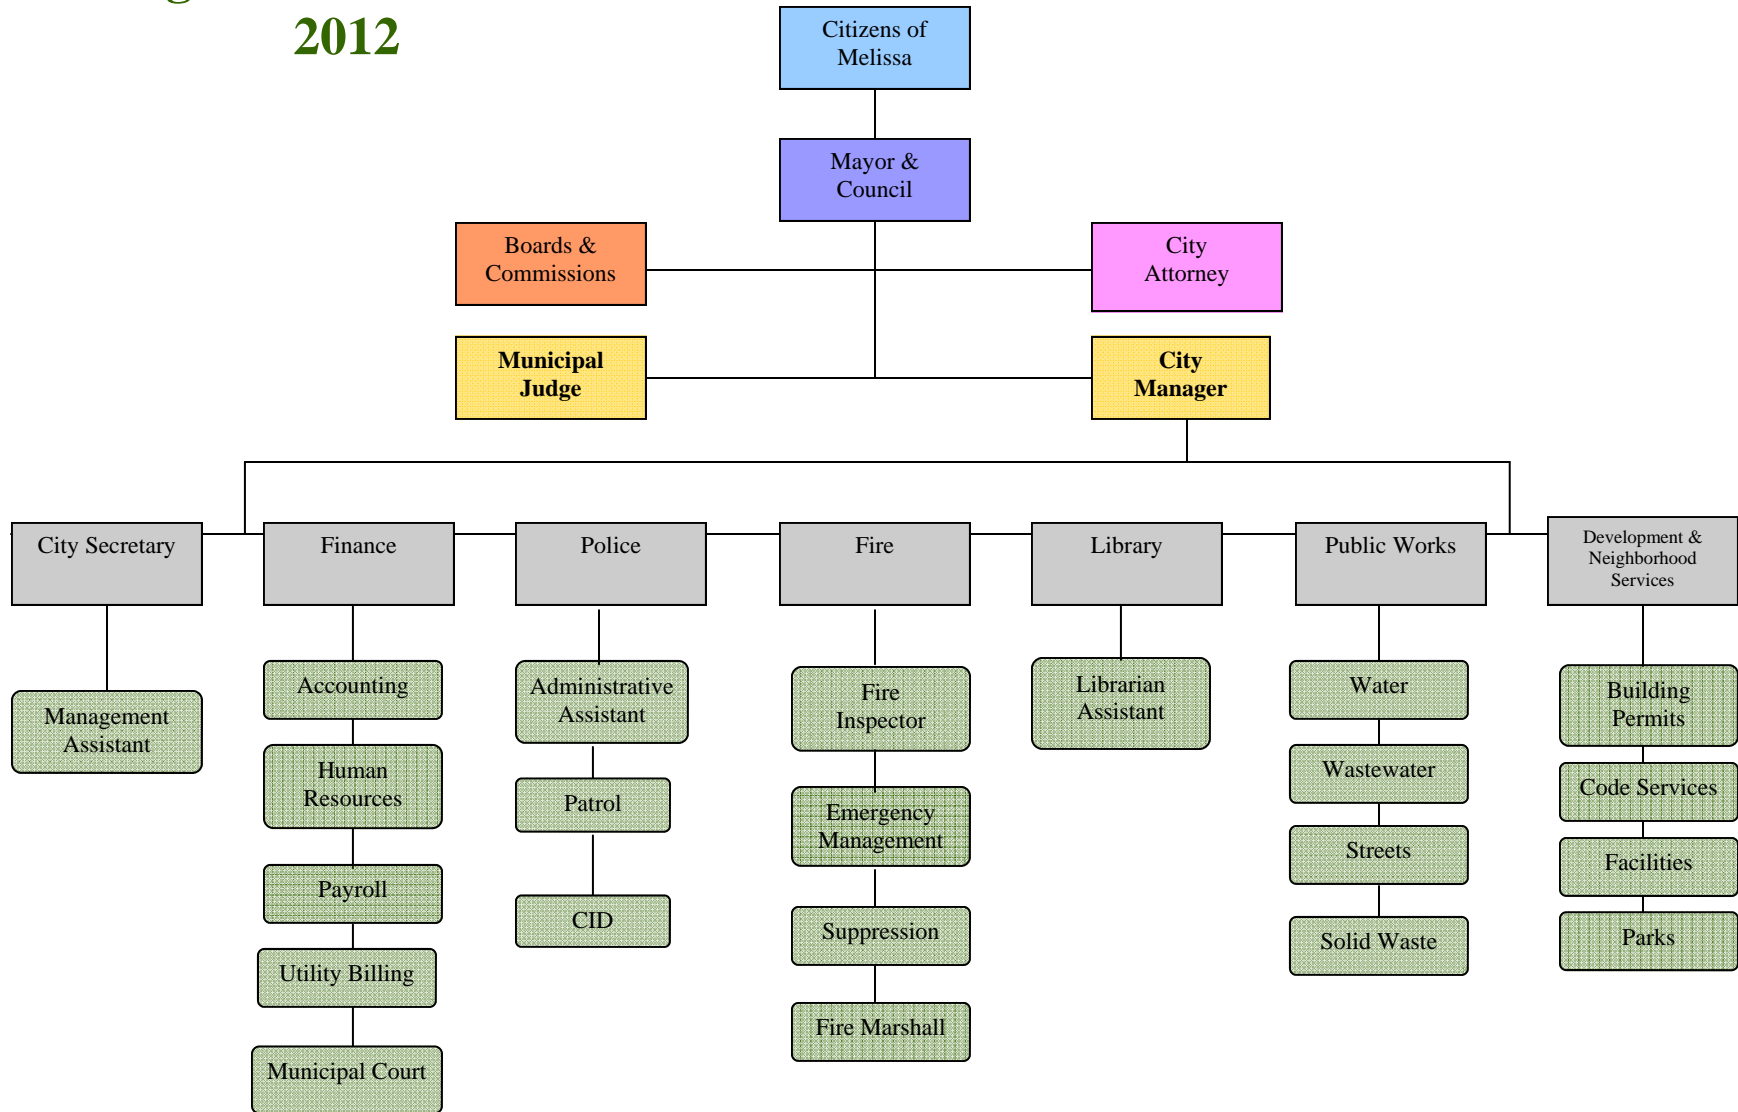 2012
Citizens of
Melissa
Mayor &
Council
Boards &
Commissions
City
Attorney
Municipal
Judge
City
Manager
City Secretary
Finance
Police
Fire
Library
Public Works
Development &
Neighborhood
Services
Management
Assistant
Accounting
Human
Resources
Payroll
Utility Billing
Municipal Court
Administrative
Assistant
Patrol
CID
Fire
Inspector
Emergency
Management
Suppression
Fire Marshall
Librarian
Assistant
Water
Wastewater
Streets
Solid Waste
Building
Permits
Code Services
Facilities
Parks